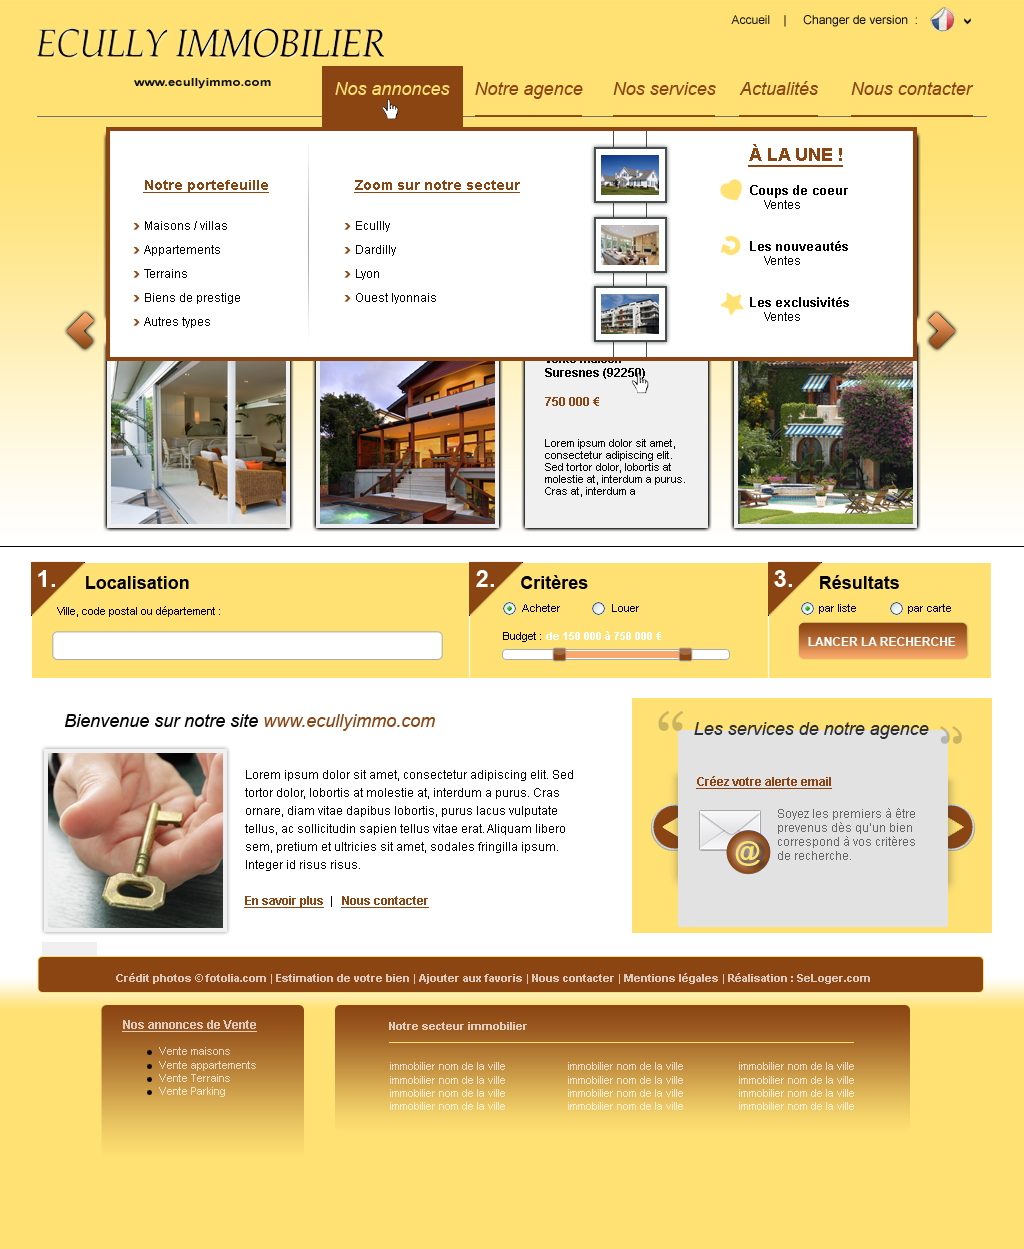 Accueil | Changer de version :
ECULLY IMMOBILIER
www.ecullyimmo.com
Nos annonces
Notre agence
Nos services
Actualités
Nous contacter
Notre portefeuille
Maisons / villas
Appartements
Terrains
Biens de prestige
Autres types
Zoom sur notre secteur
Ecullly
Dardilly
Lyon
Ouest lyonnais
À LA UNE !
Coups de coeur
Ventes
Les nouveautés
Ventes
Les exclusivités
Ventes
Vente maison
Suresnes (92250)
750 000 €
Lorem ipsum dolor sit amet,
consectetur adipiscing elit.
Sed tortor dolor, lobortis at
molestie at, interdum a purus.
Cras at, interdum a
1. Localisation
Ville, code postal ou département :
2. Critères
Acheter Louer
Budget : de 150 000 à 750 000 €
3. Résultats
par liste par carte
LANCER LA RECHERCHE
Bienvenue sur notre site www.ecullyimmo.com
Lorem ipsum dolor sit amet, consectetur adipiscing elit. Sed
tortor dolor, lobortis at molestie at, interdum a purus. Cras
ornare, diam vitae dapibus lobortis, purus lacus vulputate
tellus, ac sollicitudin sapien tellus vitae erat. Aliquam libero
sem, pretium et ultricies sit amet, sodales fringilla ipsum.
Integer id risus risus.
En savoir plus | Nous contacter
“ Les services de notre agence ”
Créez votre alerte email
@
Soyez les premiers à être
prevenus dès qu'un bien
correspond à vos critères
de recherche.
Crédit photos © fotolia.com | Estimation de votre bien | Ajouter aux favoris | Nous contacter | Mentions légales | Réalisation : SeLoger.com
Nos annonces de Vente
Vente maisons
Vente appartements
Vente Terrains
Vente Parking
Notre secteur immobilier
immobilier nom de la ville immobilier nom de la ville immobilier nom de la ville
immobilier nom de la ville immobilier nom de la ville immobilier nom de la ville
immobilier nom de la ville immobilier nom de la ville immobilier nom de la ville
immobilier nom de la ville immobilier nom de la ville immobilier nom de la ville